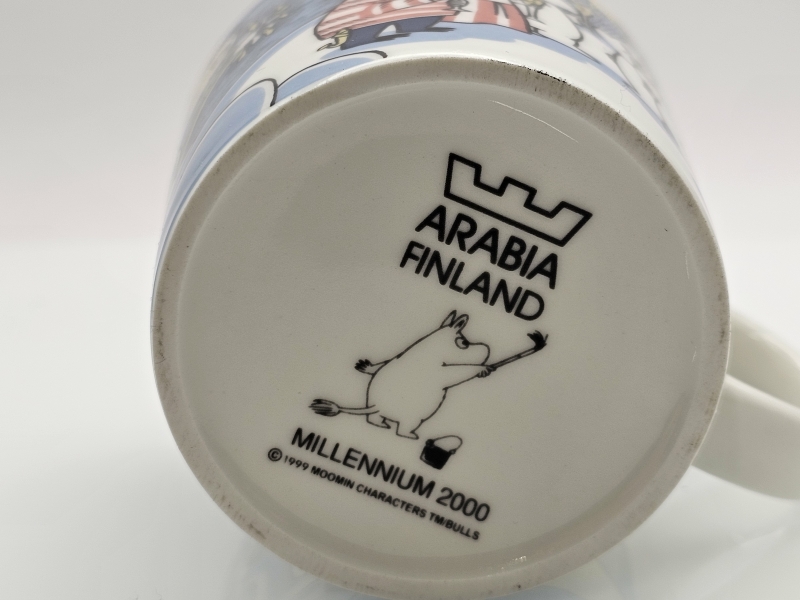 ARABIA
FINLAND
MILLENNIUM 2000
© 1999 MOOMIN CHARACTERS TM/BULLS